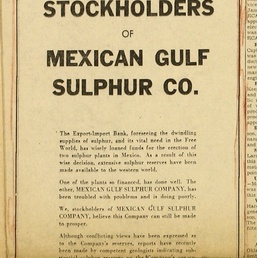 STOCKHOLDERS
OF
MEXICAN GULF
SULPHUR CO.
The Export-Import Bank, foreseeing the dwindling
supplies of sulphur, and its vital need in the Free
World, has wisely loaned funds for the erection of
two sulphur plants in Mexico. As a result of this
wise decision, extensive sulphur reserves have been
made available to the western world.
One of the plants so financed, has done well. The
other, MEXICAN GULF SULPHUR COMPANY, has
been troubled with problems and is doing poorly.
We, stockholders of MEXICAN GULF SULPHUR
COMPANY, believe this Company can still be made
to prosper.
Although conflicting views have been expressed as
to the Company's reserves, reports have recently
been made by competent geologists indicating sub-